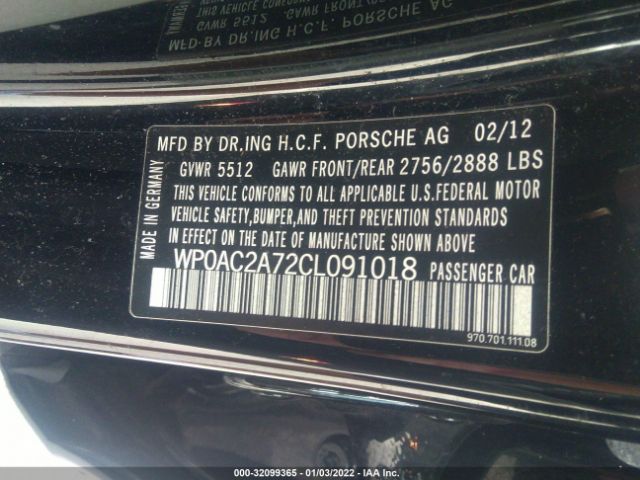 MFD BY DR,ING H.C.F. PORSCHE AG 02/12
GVWR 5512 GAWR FRONT/REAR 2756/2888 LBS
THIS VEHICLE CONFORMS TO ALL APPLICABLE U.S.FEDERAL MOTOR
VEHICLE SAFETY,BUMPER,AND THEFT PREVENTION STANDARDS
IN EFFECT ON THE DATE OF MANUFACTURE SHOWN ABOVE
WP0AC2A72CL091018 PASSENGER CAR
MADE IN GERMANY
970.701.111.08
000-32099365 - 01/03/2022 - IAA Inc.